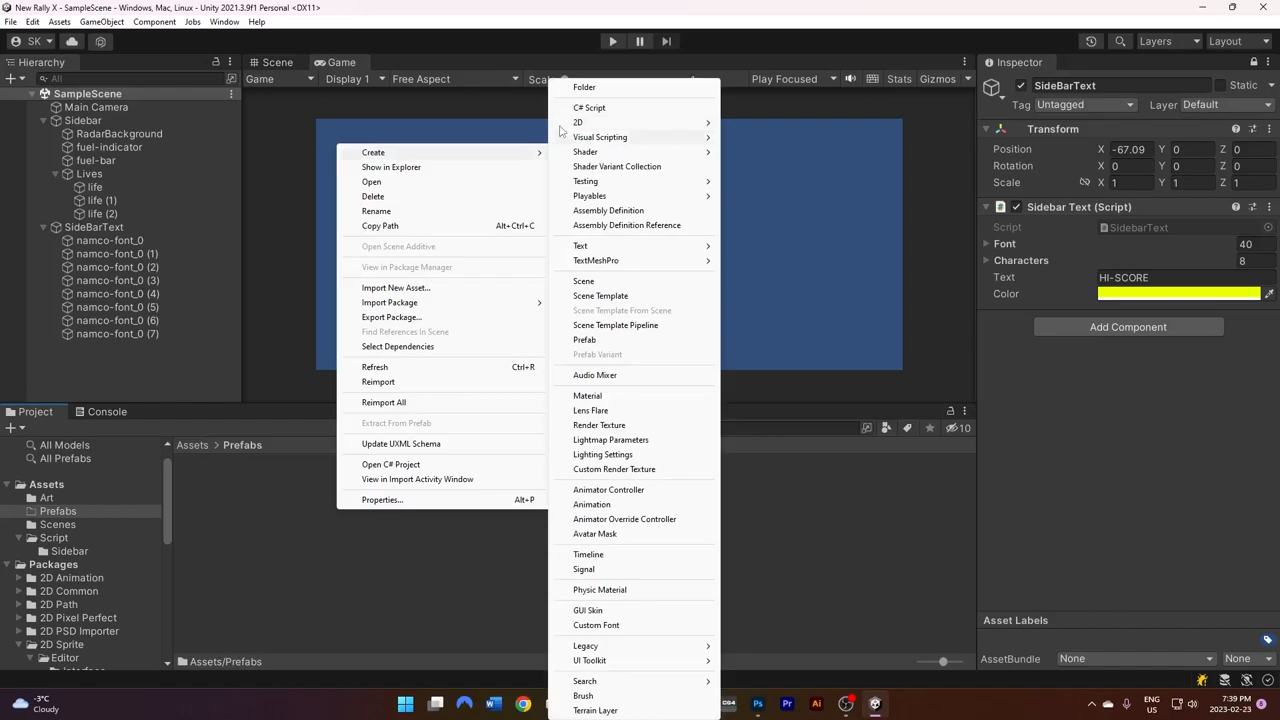 New Rally X - SampleScene - Windows, Mac, Linux - Unity 2021.3.9f1 Personal <DX11>
File Edit Assets GameObject Component Jobs Window Help
SK Layers Layout
Hierarchy Scene Game Inspector
All Game Display 1 Free Aspect Sca Play Focused Stats Gizmos
SampleScene
Main Camera
Sidebar
RadarBackground
fuel-indicator
fuel-bar
Lives
life
life (1)
life (2)
SideBarText
namco-font_0
namco-font_0 (1)
namco-font_0 (2)
namco-font_0 (3)
namco-font_0 (4)
namco-font_0 (5)
namco-font_0 (6)
namco-font_0 (7)
Create
Show in Explorer
Open
Delete
Rename
Copy Path Alt+Ctrl+C
Open Scene Additive
View in Package Manager
Import New Asset...
Import Package
Export Package...
Find References In Scene
Select Dependencies
Refresh Ctrl+R
Reimport
Reimport All
Extract From Prefab
Update UXML Schema
Open C# Project
View in Import Activity Window
Properties... Alt+P
Folder
C# Script
2D
Visual Scripting
Shader
Shader Variant Collection
Testing
Playables
Assembly Definition
Assembly Definition Reference
Text
TextMeshPro
Scene
Scene Template
Scene Template From Scene
Scene Template Pipeline
Prefab
Prefab Variant
Audio Mixer
Material
Lens Flare
Render Texture
Lightmap Parameters
Lighting Settings
Custom Render Texture
Animator Controller
Animation
Animator Override Controller
Avatar Mask
Timeline
Signal
Physic Material
GUI Skin
Custom Font
Legacy
UI Toolkit
Search
Brush
Terrain Layer
SideBarText Static
Tag Untagged Layer Default
Transform
Position X -67.09 Y 0 Z 0
Rotation X 0 Y 0 Z 0
Scale X 1 Y 1 Z 1
Sidebar Text (Script)
Script SidebarText
Font 40
Characters 8
Text HI-SCORE
Color
Add Component
Asset Labels
AssetBundle None None
Project Console
10
All Models
All Prefabs
Assets
Art
Prefabs
Scenes
Script
Sidebar
Packages
2D Animation
2D Common
2D Path
2D Pixel Perfect
2D PSD Importer
2D Sprite
Editor
Assets > Prefabs
Assets/Prefabs
-3°C
Cloudy
ENG
US
7:39 PM
2023-02-23